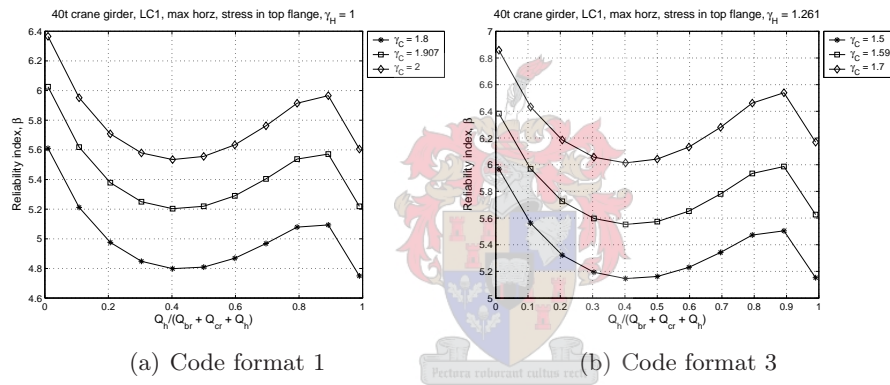 40t crane girder, LC1, max horz, stress in top flange, γ_H = 1
6.4
6.2
6
5.8
5.6
5.4
5.2
5
4.8
4.6
Reliability index, β
0 0.2 0.4 0.6 0.8 1
Q_h/(Q_br + Q_cr + Q_h)
γ_C = 1.8
γ_C = 1.907
γ_C = 2
(a) Code format 1
40t crane girder, LC1, max horz, stress in top flange, γ_H = 1.261
7
6.8
6.6
6.4
6.2
6
5.8
5.6
5.4
5.2
5
Reliability index, β
0 0.1 0.2 0.3 0.4 0.5 0.6 0.7 0.8 0.9 1
Q_h/(Q_br + Q_cr + Q_h)
γ_C = 1.5
γ_C = 1.59
γ_C = 1.7
(b) Code format 3
Pectora roborant cultus recti